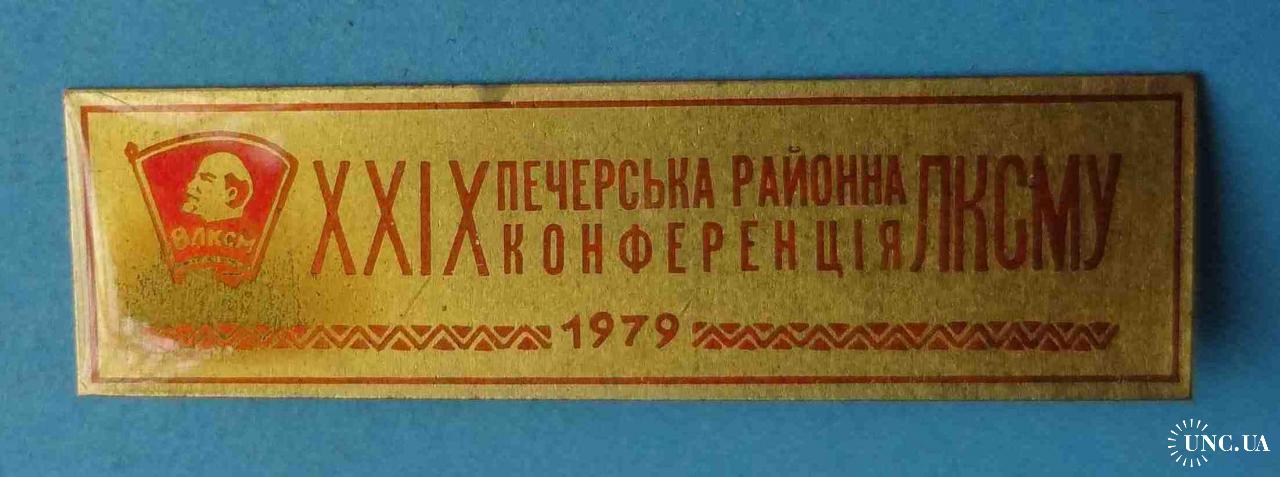 ВЛКСМ
XXIX ПЕЧЕРСЬКА РАЙОННА КОНФЕРЕНЦІЯ ЛКСМУ
1979
UNC.UA